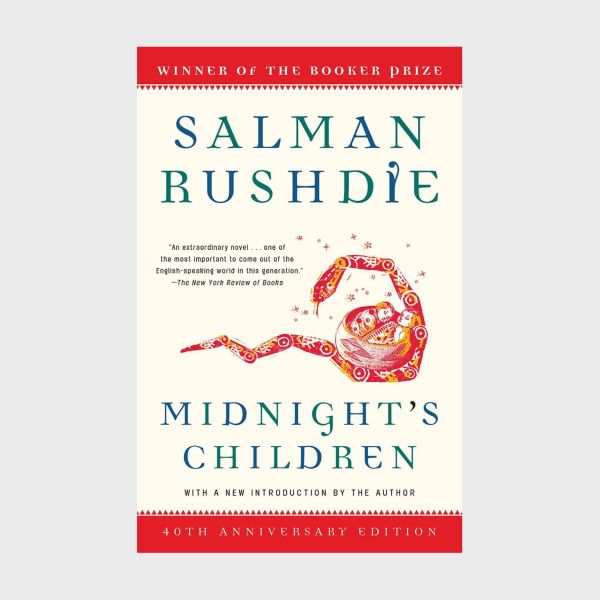 WINNER OF THE BOOKER PRIZE
SALMAN
RUSHDIE
"An extraordinary novel . . . one of
the most important to come out of the
English-speaking world in this generation."
—The New York Review of Books
MIDNIGHT'S
CHILDREN
WITH A NEW INTRODUCTION BY THE AUTHOR
40TH ANNIVERSARY EDITION